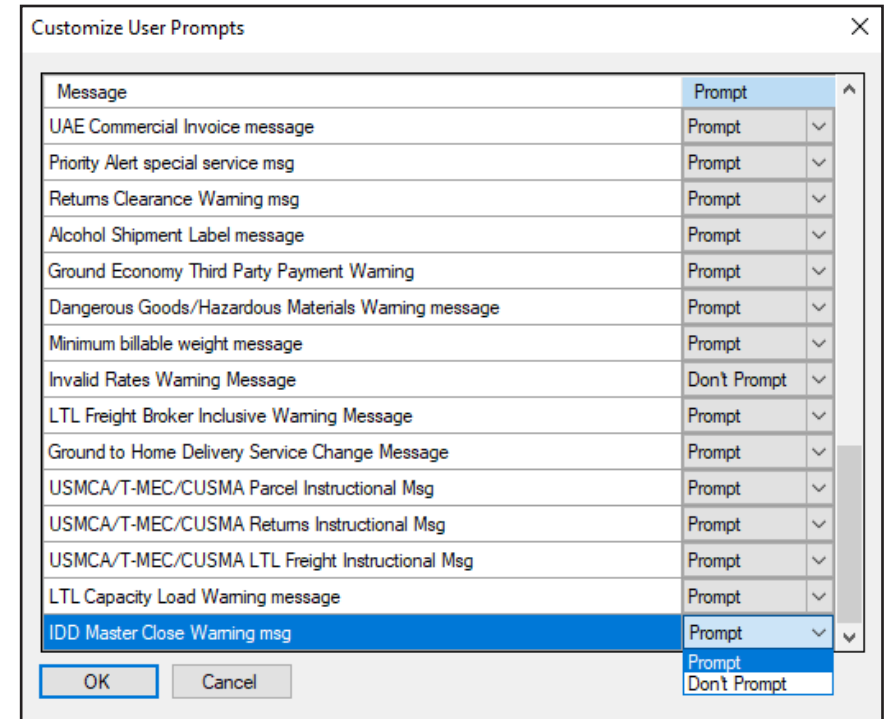 Customize User Prompts
Message Prompt
UAE Commercial Invoice message Prompt
Priority Alert special service msg Prompt
Returns Clearance Warning msg Prompt
Alcohol Shipment Label message Prompt
Ground Economy Third Party Payment Warning Prompt
Dangerous Goods/Hazardous Materials Warning message Prompt
Minimum billable weight message Prompt
Invalid Rates Warning Message Don't Prompt
LTL Freight Broker Inclusive Warning Message Prompt
Ground to Home Delivery Service Change Message Prompt
USMCA/T-MEC/CUSMA Parcel Instructional Msg Prompt
USMCA/T-MEC/CUSMA Returns Instructional Msg Prompt
USMCA/T-MEC/CUSMA LTL Freight Instructional Msg Prompt
LTL Capacity Load Warning message Prompt
IDD Master Close Warning msg Prompt
Prompt
Don't Prompt
OK Cancel